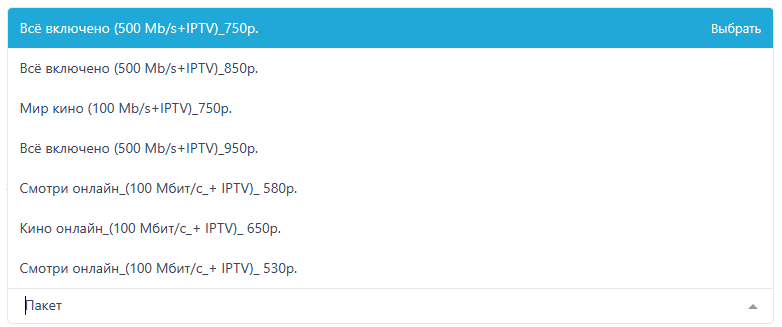 Всё включено (500 Mb/s+IPTV)_750р.
Выбрать
Всё включено (500 Mb/s+IPTV)_850р.
Мир кино (100 Mb/s+IPTV)_750р.
Всё включено (500 Mb/s+IPTV)_950р.
Смотри онлайн_(100 Мбит/с_+ IPTV)_ 580р.
Кино онлайн_(100 Мбит/с_+ IPTV)_ 650р.
Смотри онлайн_(100 Мбит/с_+ IPTV)_ 530р.
Пакет